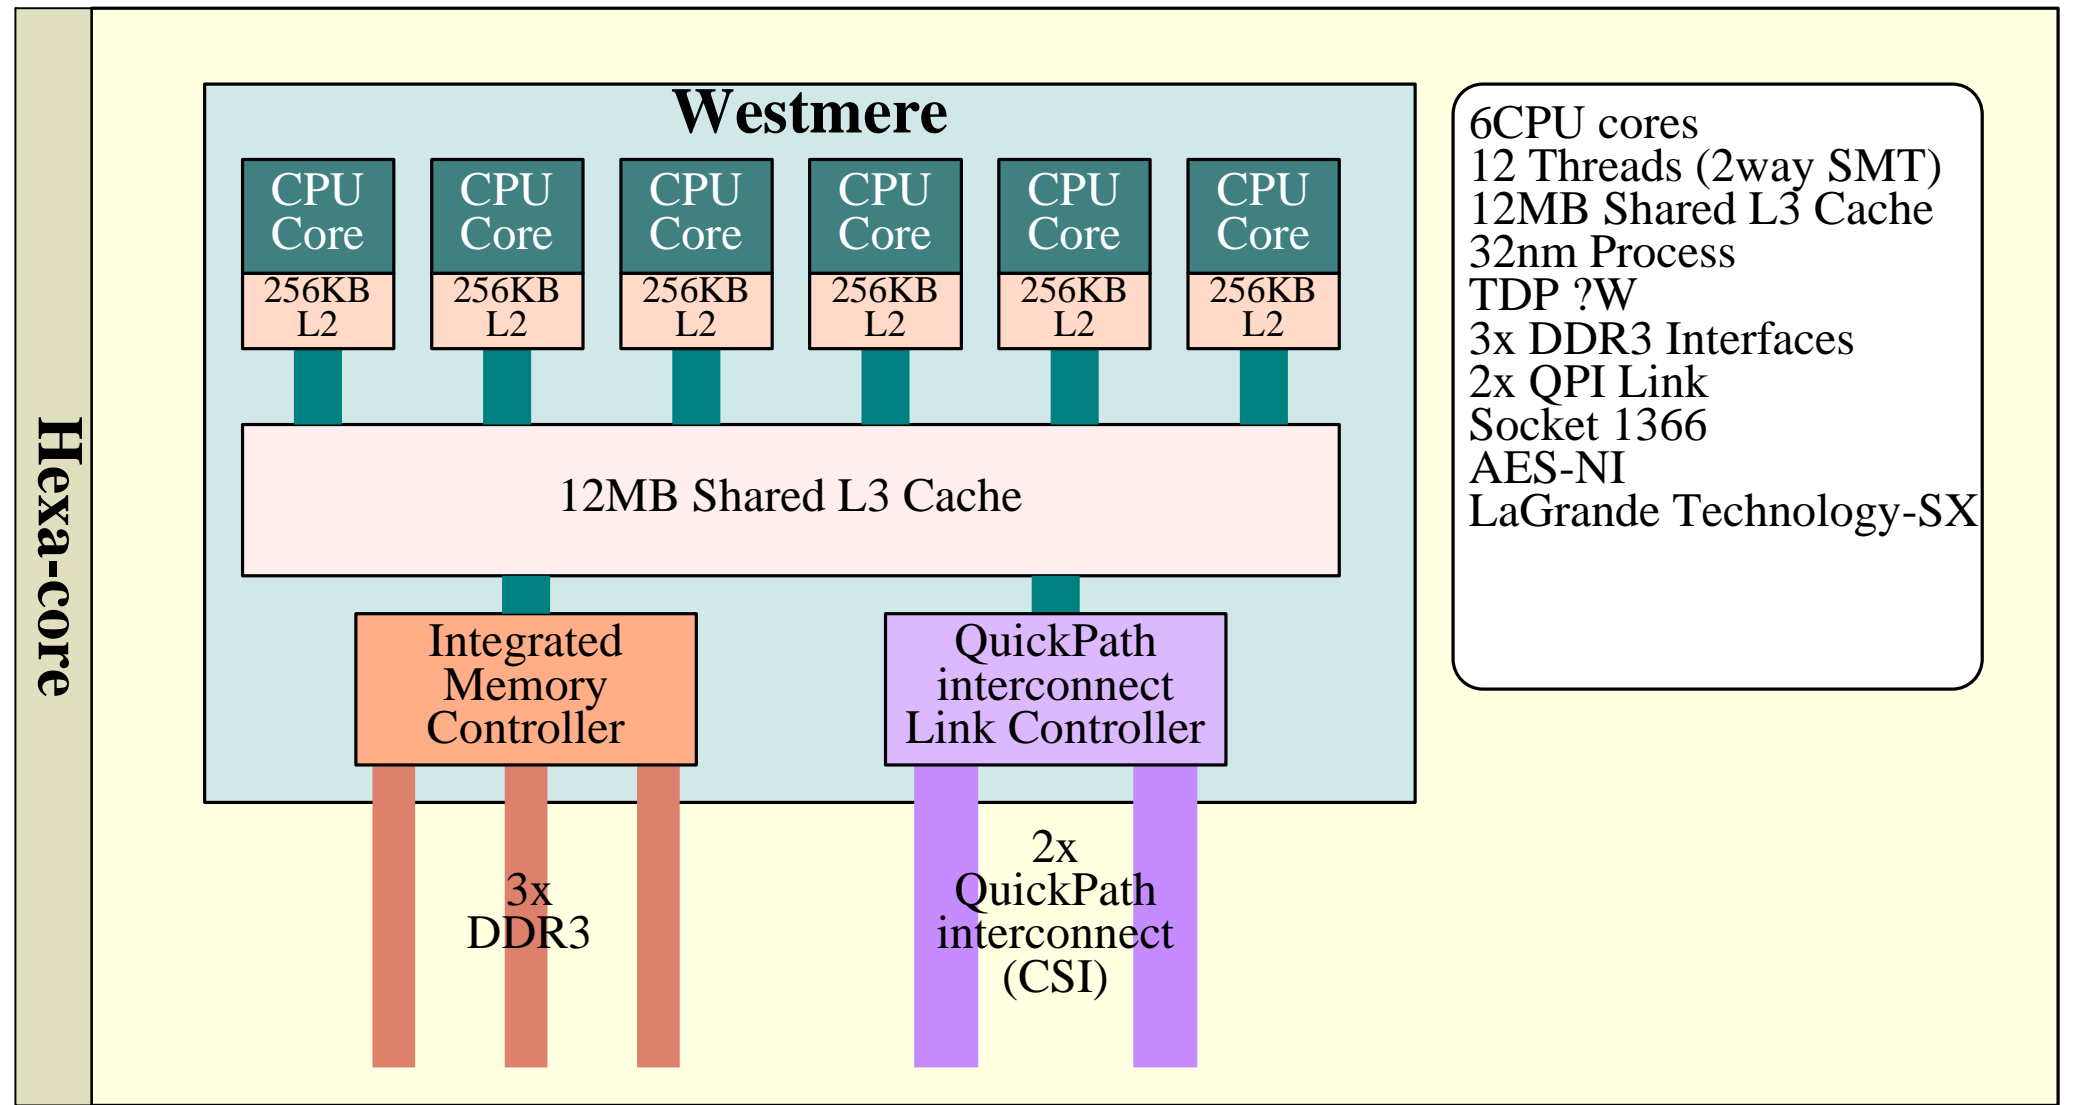 Hexa-core
Westmere
CPU
Core
256KB
L2
CPU
Core
256KB
L2
CPU
Core
256KB
L2
CPU
Core
256KB
L2
CPU
Core
256KB
L2
CPU
Core
256KB
L2
12MB Shared L3 Cache
Integrated
Memory
Controller
QuickPath
interconnect
Link Controller
3x
DDR3
2x
QuickPath
interconnect
(CSI)
6CPU cores
12 Threads (2way SMT)
12MB Shared L3 Cache
32nm Process
TDP ?W
3x DDR3 Interfaces
2x QPI Link
Socket 1366
AES-NI
LaGrande Technology-SX